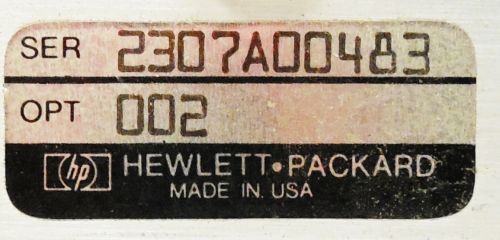 SER 2307A00483
OPT 002
hp HEWLETT•PACKARD
MADE IN USA